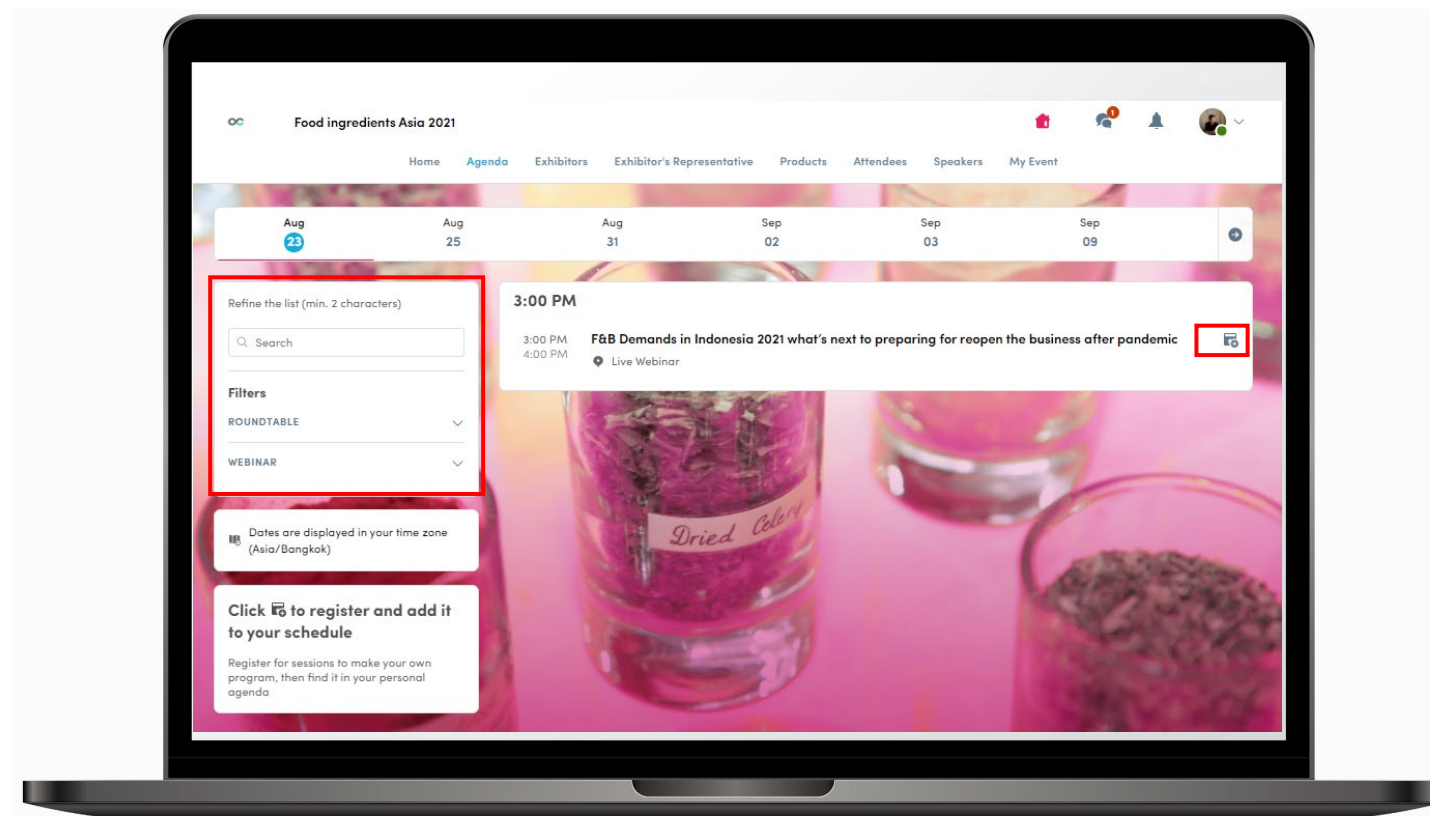 Food ingredients Asia 2021
1
Home Agenda Exhibitors Exhibitor's Representative Products Attendees Speakers My Event
Aug Aug Aug Sep Sep Sep
23 25 31 02 03 09
Refine the list (min. 2 characters)
Search
Filters
ROUNDTABLE
WEBINAR
3:00 PM
3:00 PM F&B Demands in Indonesia 2021 what's next to preparing for reopen the business after pandemic
4:00 PM Live Webinar
Dried Celery
Dates are displayed in your time zone
(Asia/Bangkok)
Click to register and add it
to your schedule
Register for sessions to make your own
program, then find it in your personal
agenda